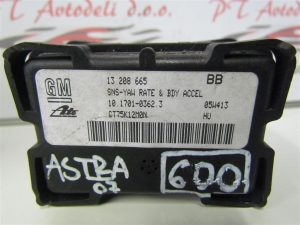 Autodeli d.o.o.
GM
13 208 665 BB
SNS-YAW RATE & BDY ACCEL
10.1701-0362.3 05W413
Ate GT75K12M0N HU
ASTRA
07
600